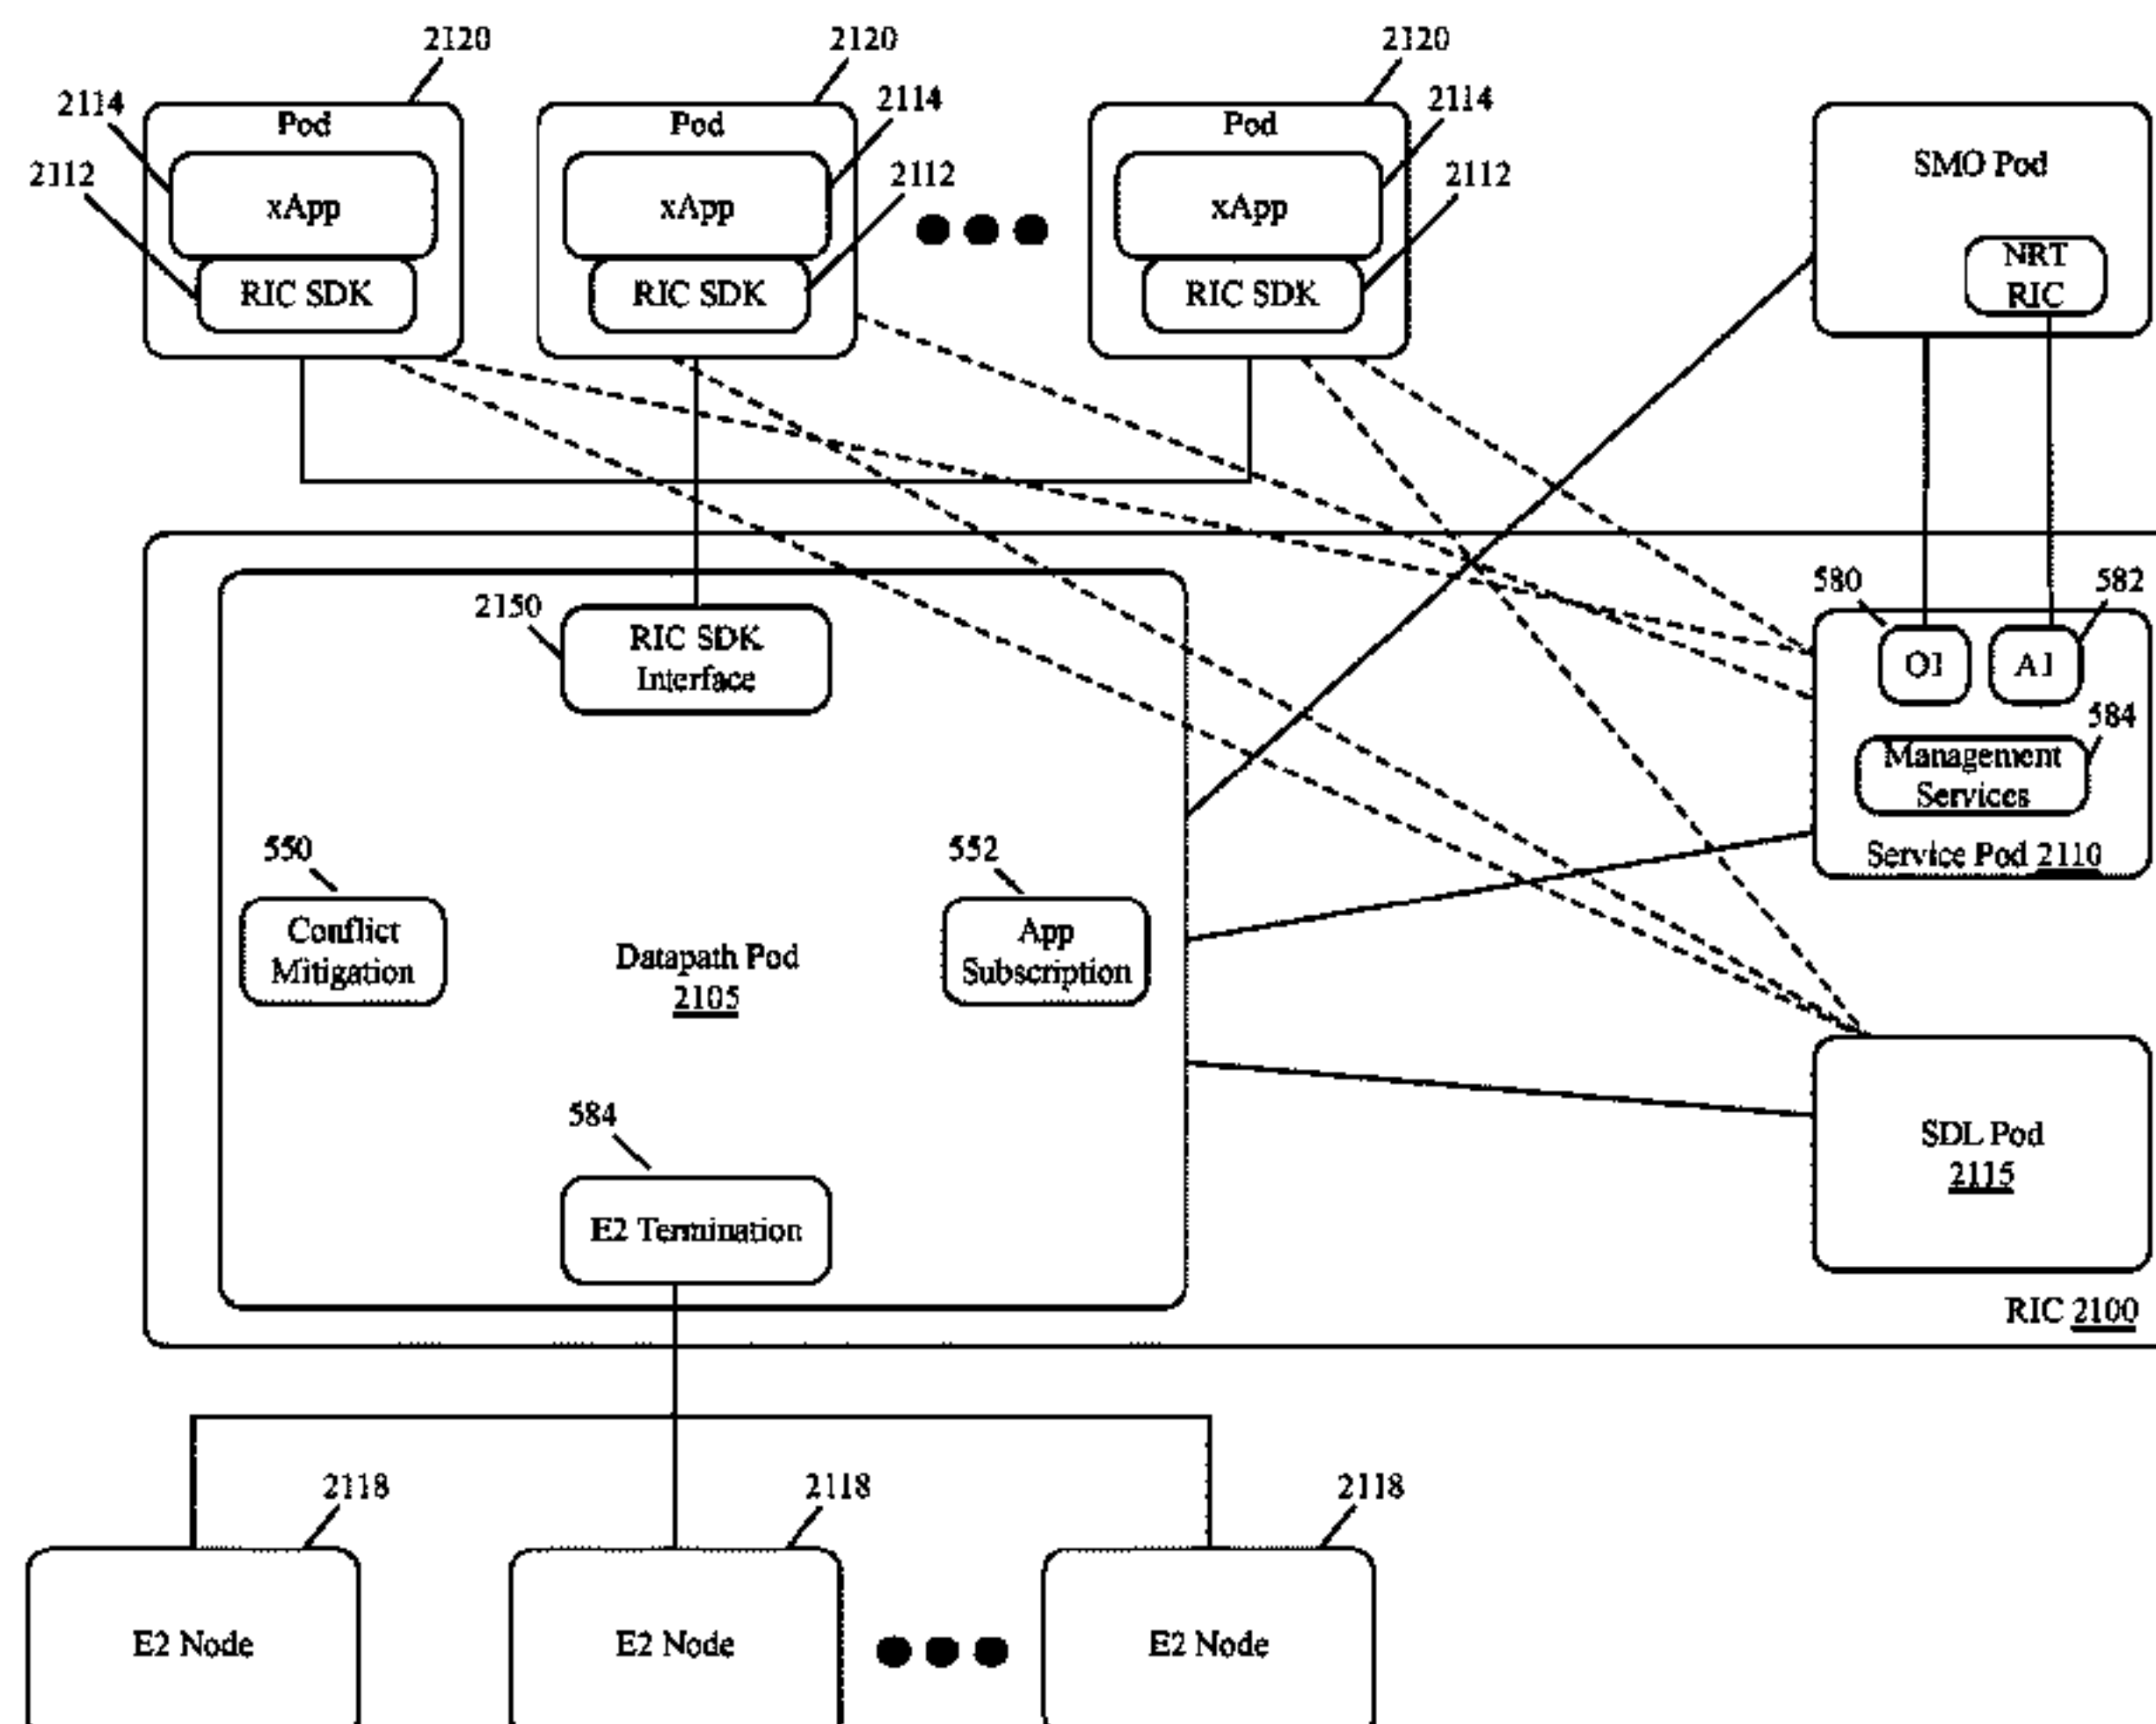 2120
2120
2120
2114
2114
2114
Pod
Pod
Pod
SMO Pod
2112
2112
2112
xApp
xApp
xApp
NRT
RIC
RIC SDK
RIC SDK
RIC SDK
580
582
2150
RIC SDK
Interface
O1
A1
584
Management
Services
Service Pod 2110
550
552
Conflict
Mitigation
Datapath Pod
2105
App
Subscription
584
E2 Termination
SDL Pod
2115
RIC 2100
2118
2118
2118
E2 Node
E2 Node
E2 Node